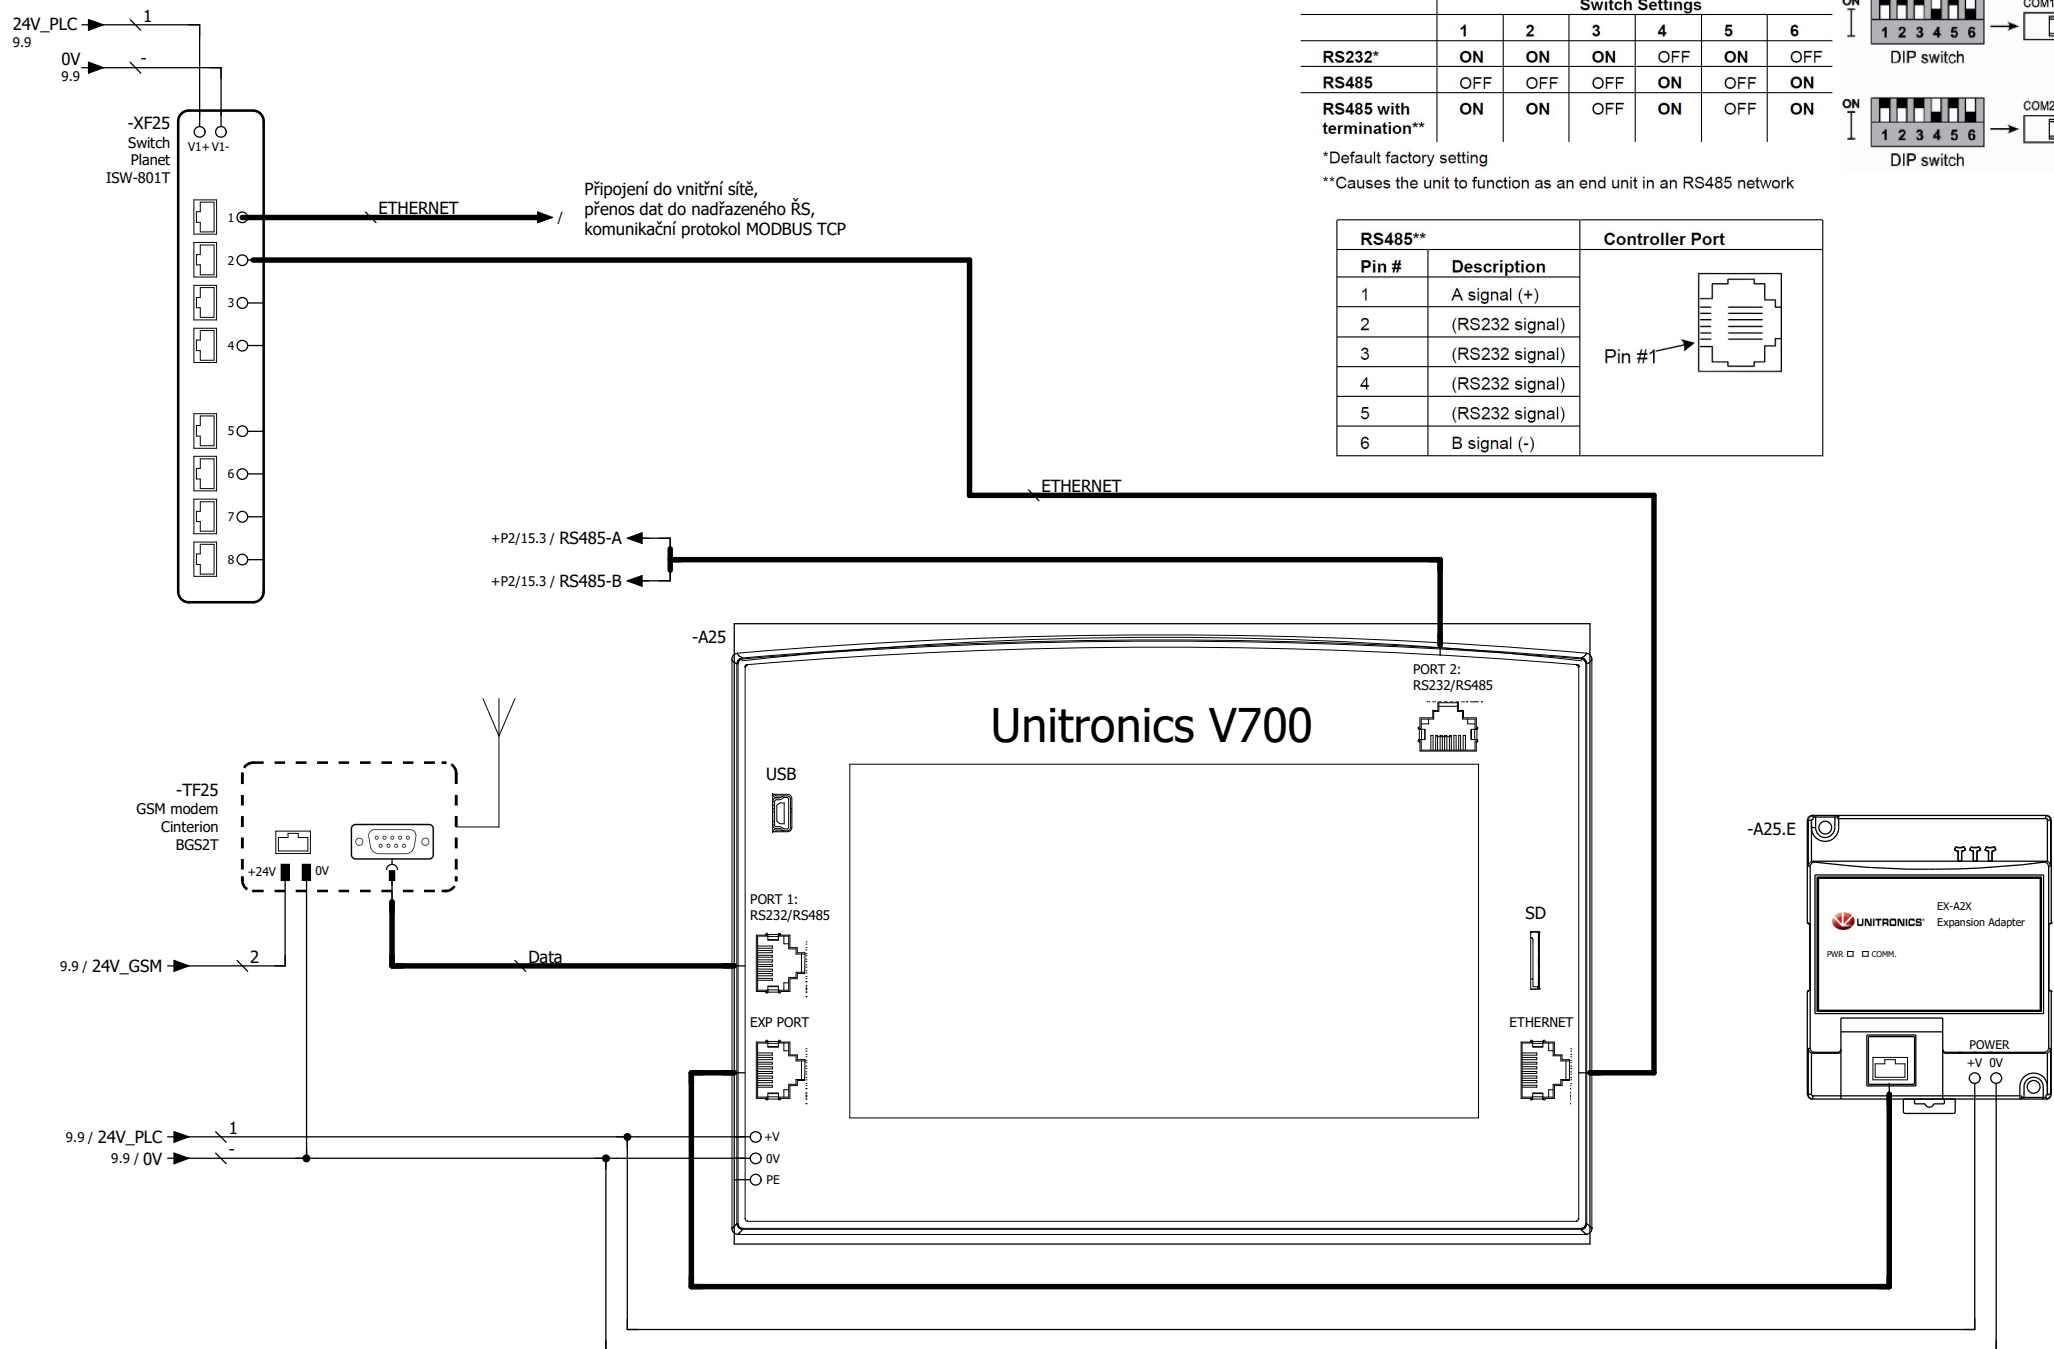 24V_PLC
9.9
1
0V
9.9
-
-XF25
Switch
Planet
ISW-801T
V1+ V1-
1
2
3
4
5
6
7
8
ETHERNET
/
Připojení do vnitřní sítě,
přenos dat do nadřazeného ŘS,
komunikační protokol MODBUS TCP
Switch Settings
1 2 3 4 5 6
RS232* ON ON ON OFF ON OFF
RS485 OFF OFF OFF ON OFF ON
RS485 with termination** ON ON OFF ON OFF ON
*Default factory setting
**Causes the unit to function as an end unit in an RS485 network
ON
1 2 3 4 5 6
DIP switch
COM1
ON
1 2 3 4 5 6
DIP switch
COM2
RS485** Controller Port
Pin # Description
1 A signal (+)
2 (RS232 signal)
3 (RS232 signal)
4 (RS232 signal)
5 (RS232 signal)
6 B signal (-)
Pin #1
ETHERNET
+P2/15.3 / RS485-A
+P2/15.3 / RS485-B
-A25
PORT 2:
RS232/RS485
Unitronics V700
USB
-TF25
GSM modem
Cinterion
BGS2T
+24V 0V
PORT 1:
RS232/RS485
SD
9.9 / 24V_GSM
2
Data
EXP PORT
ETHERNET
9.9 / 24V_PLC
1
9.9 / 0V
-
+V
0V
PE
-A25.E
UNITRONICS
EX-A2X
Expansion Adapter
PWR COMM.
POWER
+V 0V